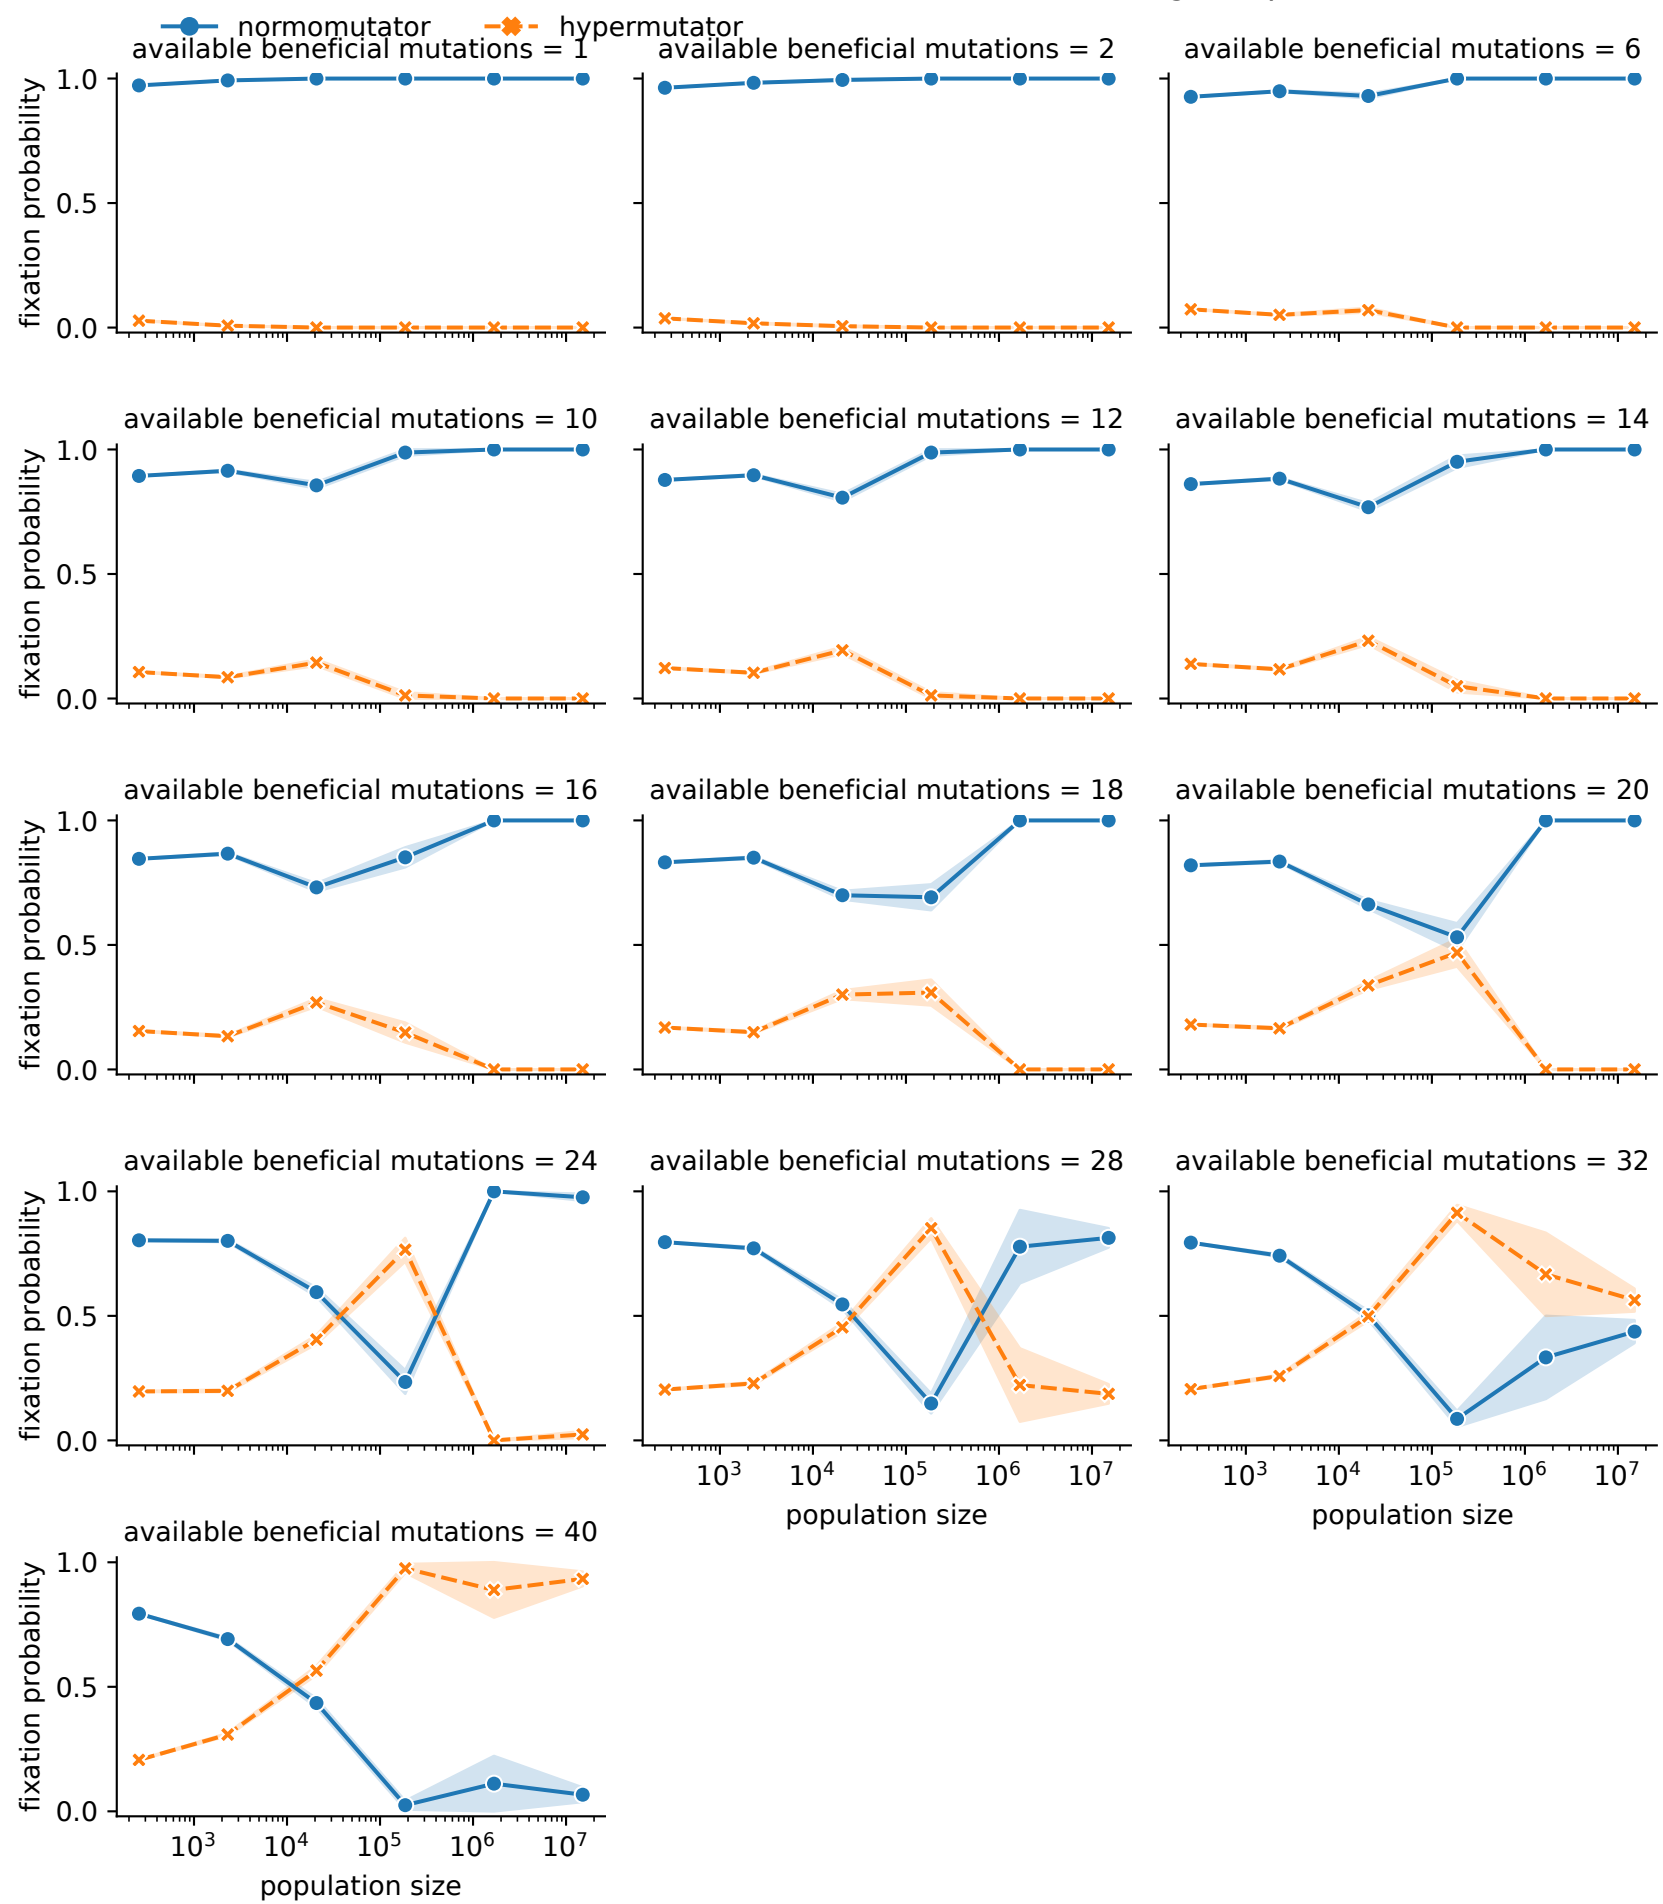 normomutator hypermutator
available beneficial mutations = 1 available beneficial mutations = 2 available beneficial mutations = 6
fixation probability
1.0
0.5
0.0
available beneficial mutations = 10 available beneficial mutations = 12 available beneficial mutations = 14
fixation probability
1.0
0.5
0.0
available beneficial mutations = 16 available beneficial mutations = 18 available beneficial mutations = 20
fixation probability
1.0
0.5
0.0
available beneficial mutations = 24 available beneficial mutations = 28 available beneficial mutations = 32
fixation probability
1.0
0.5
0.0
10³ 10⁴ 10⁵ 10⁶ 10⁷ 10³ 10⁴ 10⁵ 10⁶ 10⁷
population size population size
available beneficial mutations = 40
fixation probability
1.0
0.5
0.0
10³ 10⁴ 10⁵ 10⁶ 10⁷
population size